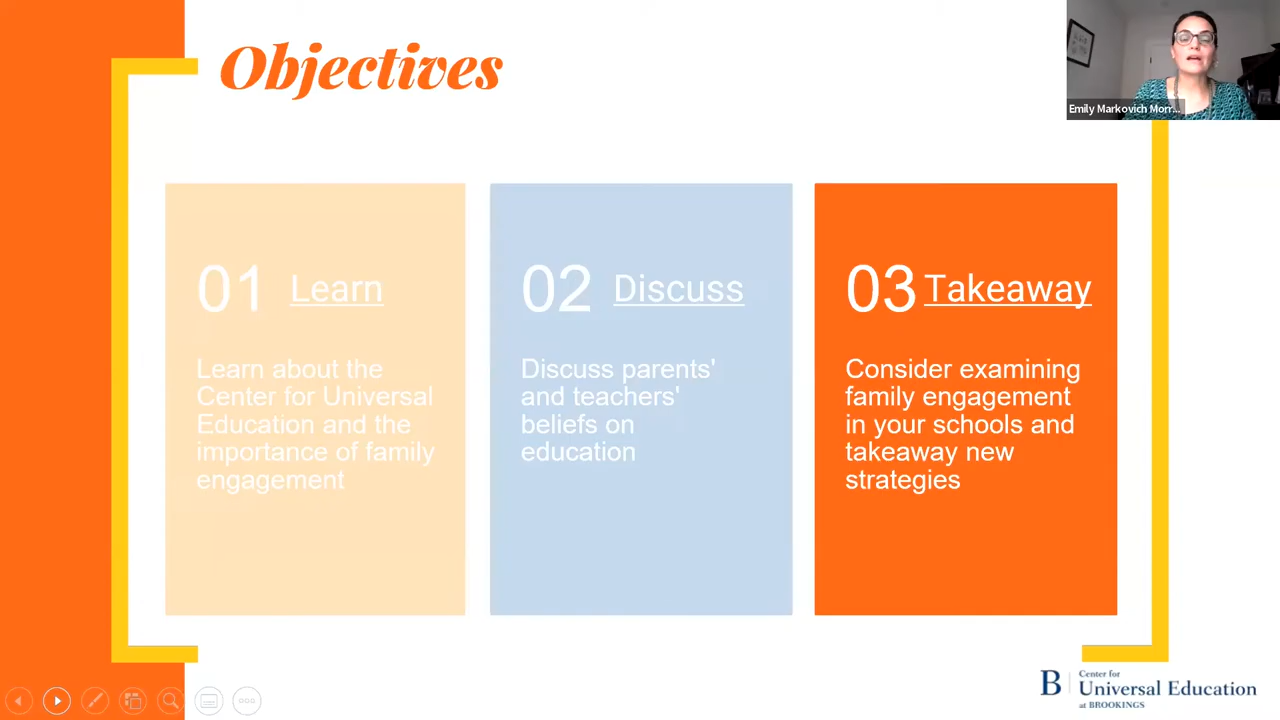 Objectives
Emily Markovich Morr...
01 Learn
Learn about the
Center for Universal
Education and the
importance of family
engagement
02 Discuss
Discuss parents'
and teachers'
beliefs on
education
03 Takeaway
Consider examining
family engagement
in your schools and
takeaway new
strategies
B
Center for
Universal Education
at BROOKINGS